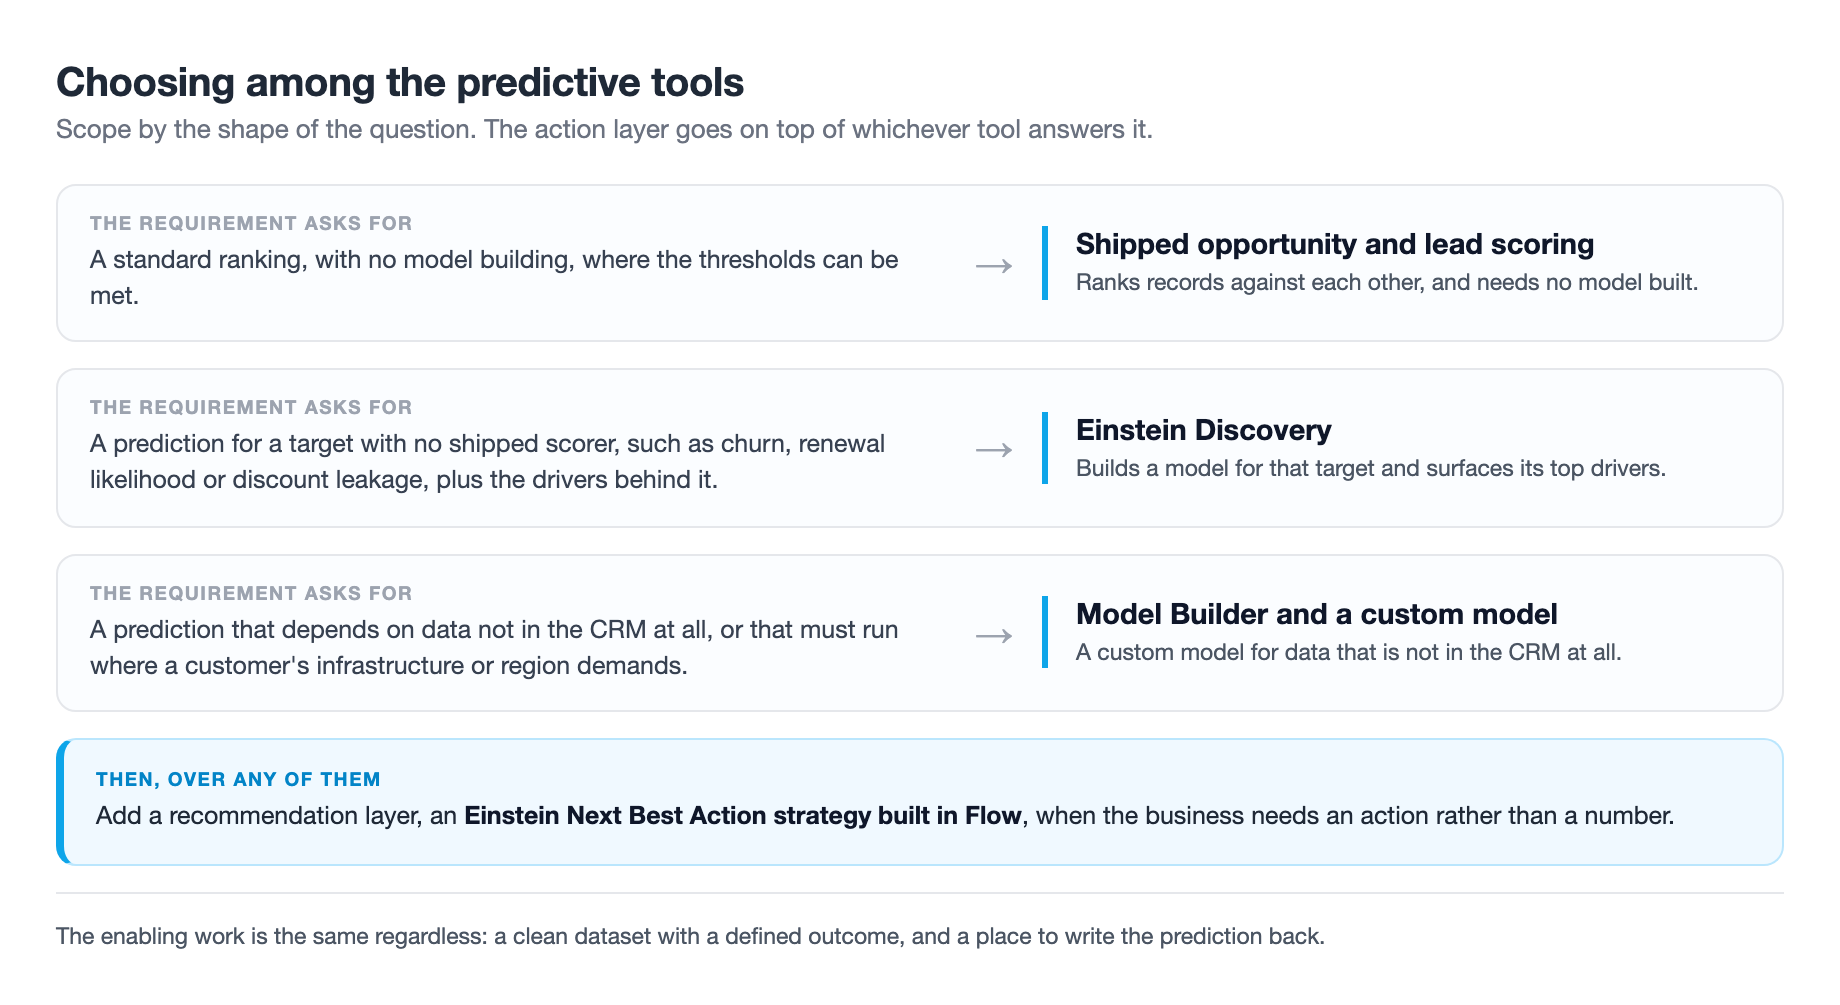 Choosing among the predictive tools
Scope by the shape of the question. The action layer goes on top of whichever tool answers it.
THE REQUIREMENT ASKS FOR
A standard ranking, with no model building, where the thresholds can be
met.
→
Shipped opportunity and lead scoring
Ranks records against each other, and needs no model built.
THE REQUIREMENT ASKS FOR
A prediction for a target with no shipped scorer, such as churn, renewal
likelihood or discount leakage, plus the drivers behind it.
→
Einstein Discovery
Builds a model for that target and surfaces its top drivers.
THE REQUIREMENT ASKS FOR
A prediction that depends on data not in the CRM at all, or that must run
where a customer's infrastructure or region demands.
→
Model Builder and a custom model
A custom model for data that is not in the CRM at all.
THEN, OVER ANY OF THEM
Add a recommendation layer, an Einstein Next Best Action strategy built in Flow, when the business needs an action rather than a number.
The enabling work is the same regardless: a clean dataset with a defined outcome, and a place to write the prediction back.